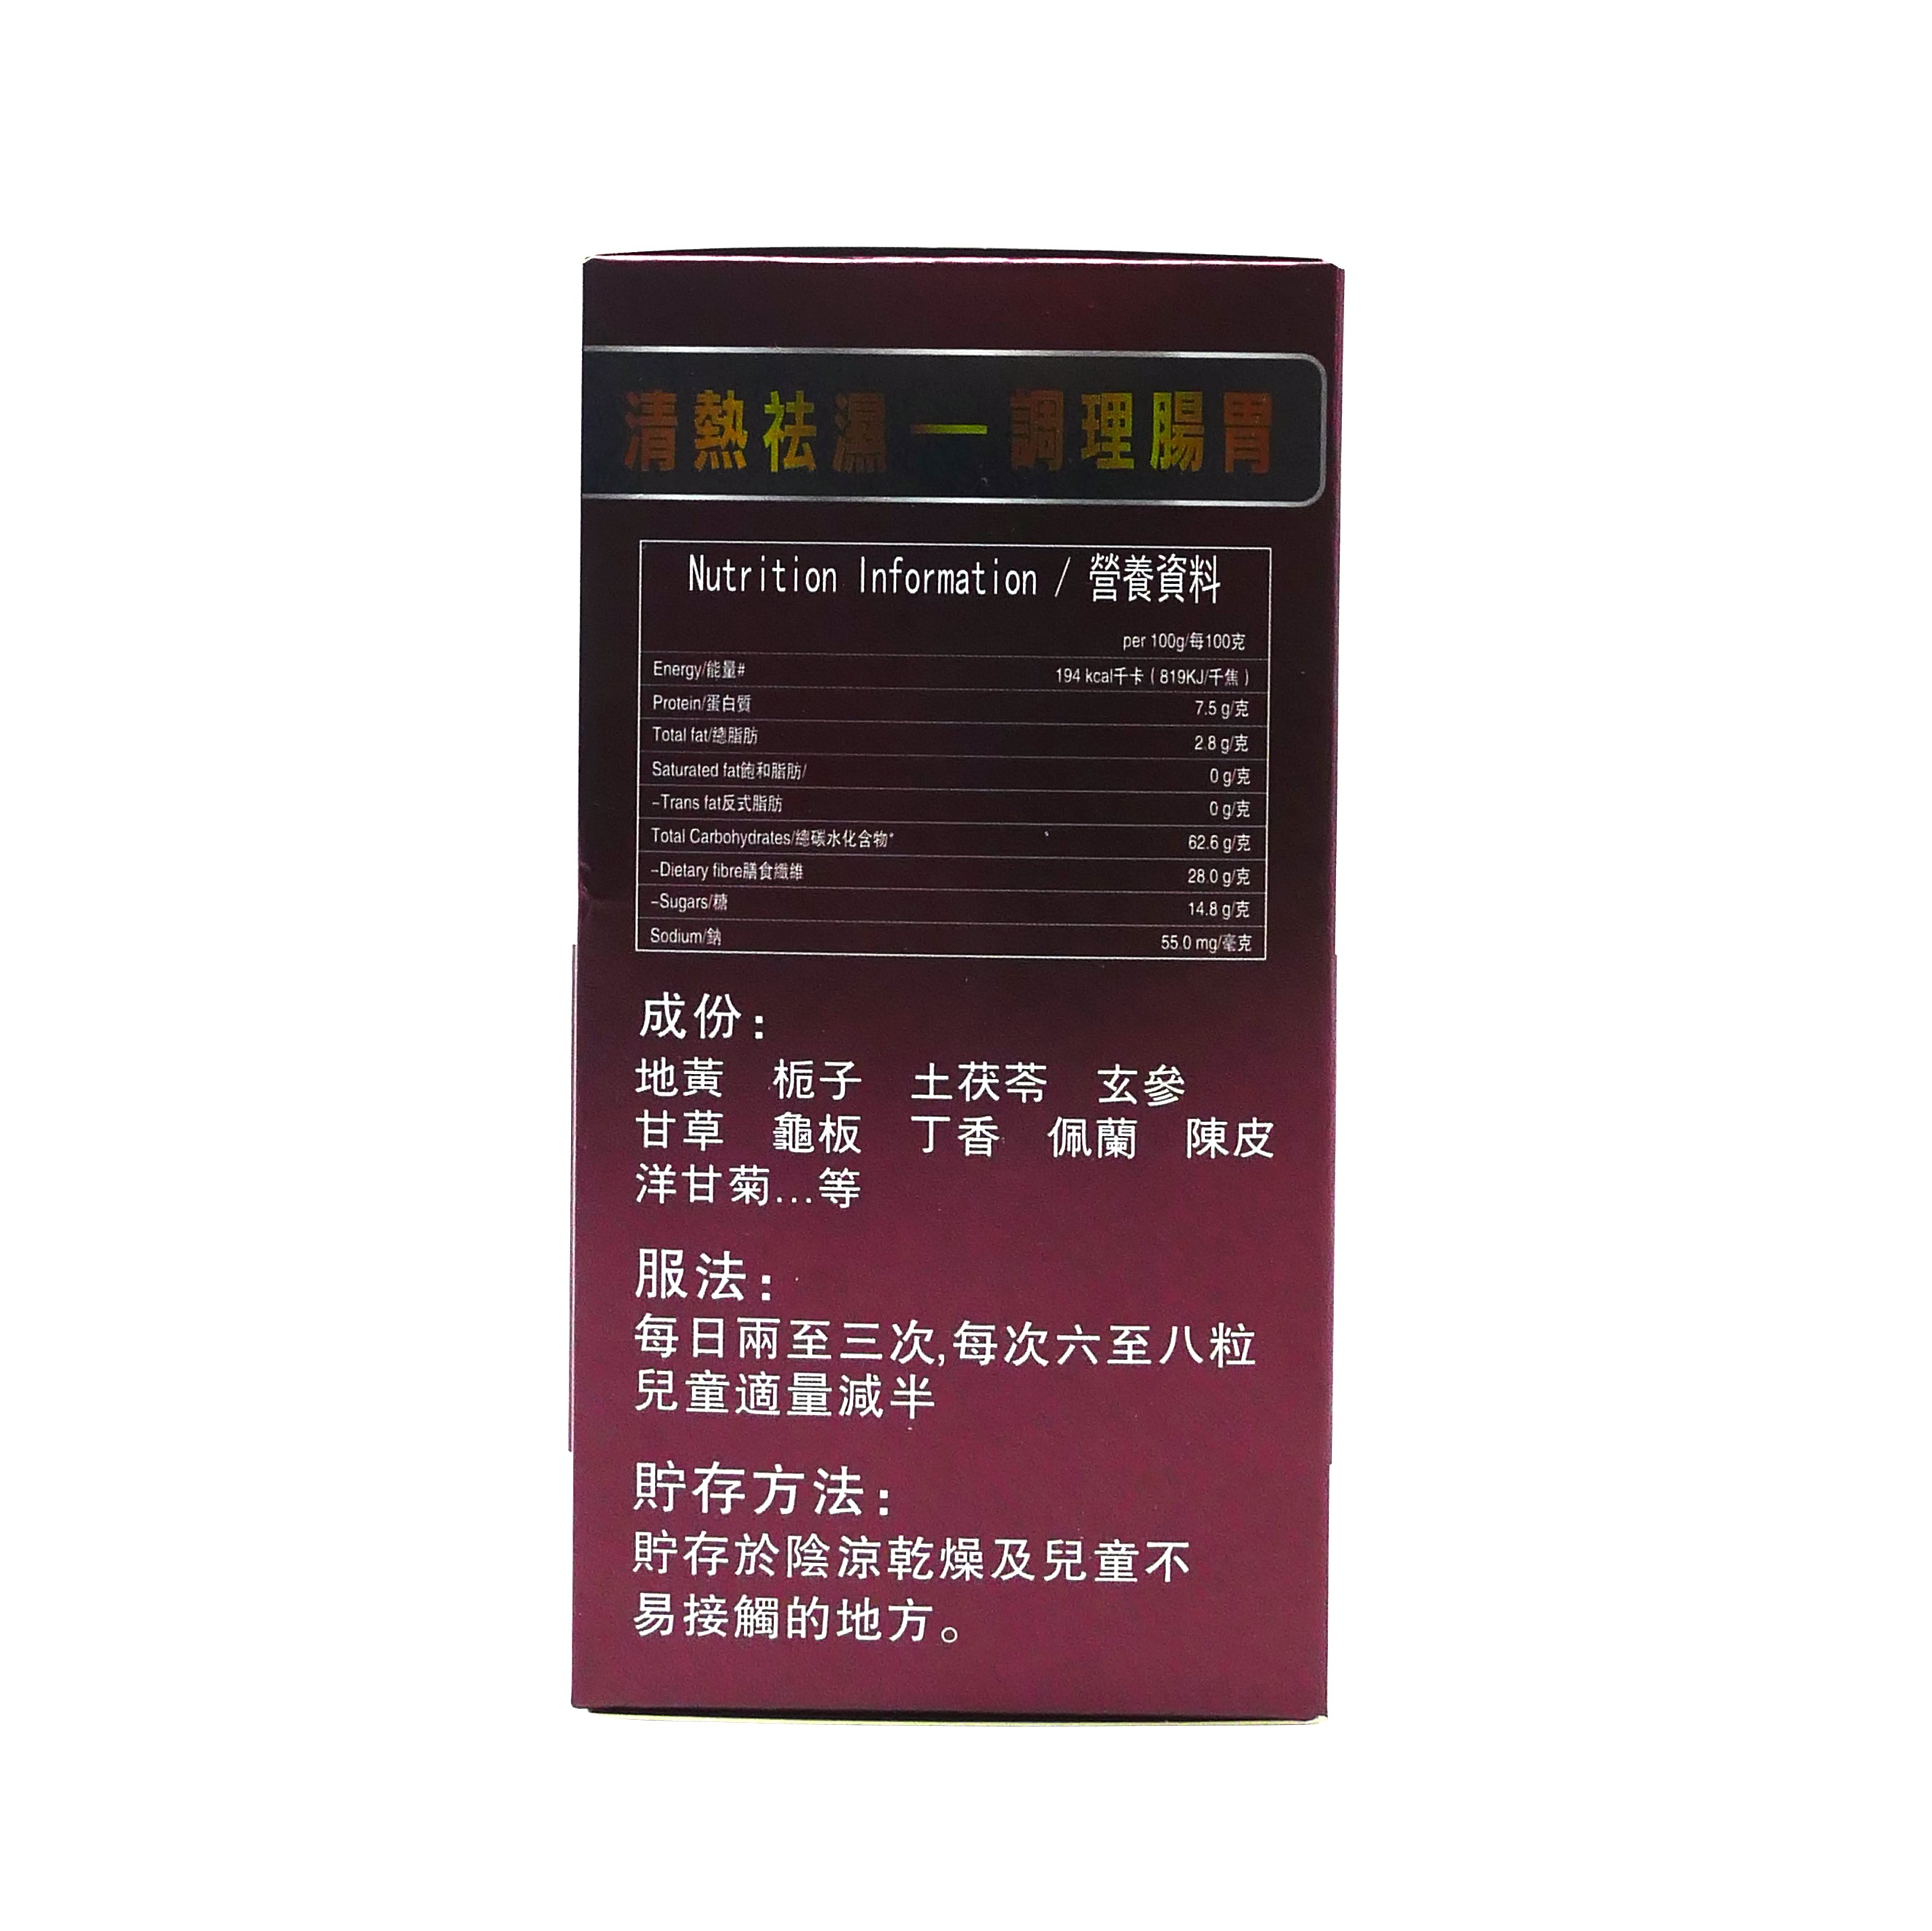 清熱祛濕一調理腸胃
Nutrition Information / 營養資料
per 100g/每100克
Energy/能量# 194 kcal千卡 ( 819KJ/千焦 )
Protein/蛋白質 7.5 g/克
Total fat/總脂肪 2.8 g/克
Saturated fat飽和脂肪/ 0 g/克
–Trans fat反式脂肪 0 g/克
Total Carbohydrates/總碳水化含物* 62.6 g/克
–Dietary fibre膳食纖維 28.0 g/克
–Sugars/糖 14.8 g/克
Sodium/鈉 55.0 mg/毫克
成份：
地黃 栀子 土茯苓 玄參
甘草 龜板 丁香 佩蘭 陳皮
洋甘菊...等
服法：
每日兩至三次,每次六至八粒
兒童適量減半
貯存方法：
貯存於陰涼乾燥及兒童不
易接觸的地方。